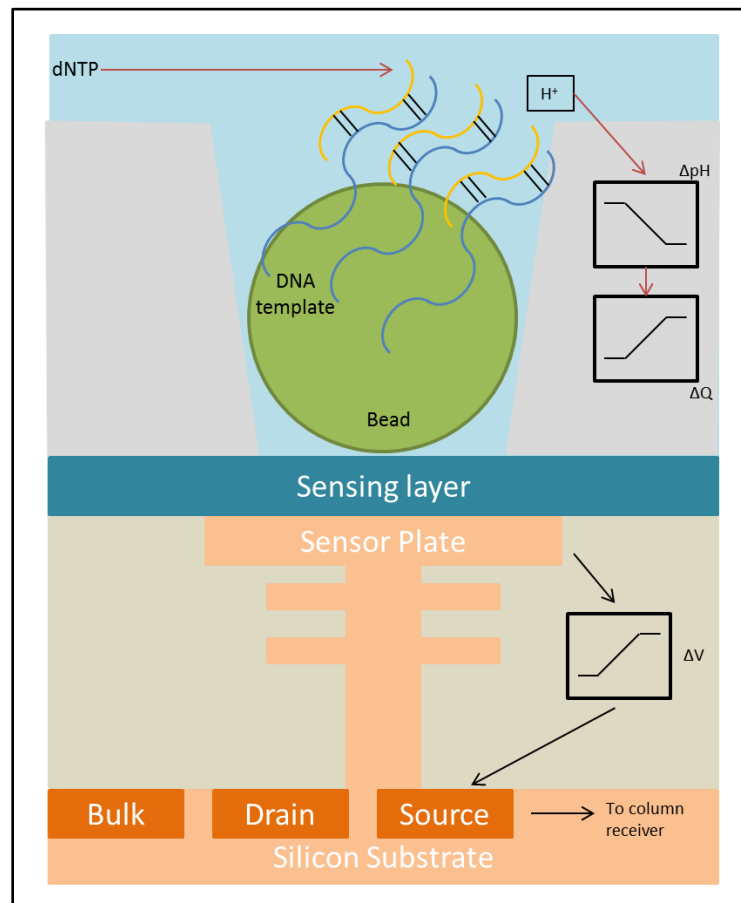 dNTP
H+
ΔpH
DNA
template
ΔQ
Bead
Sensing layer
Sensor Plate
ΔV
Bulk
Drain
Source
To column
receiver
Silicon Substrate